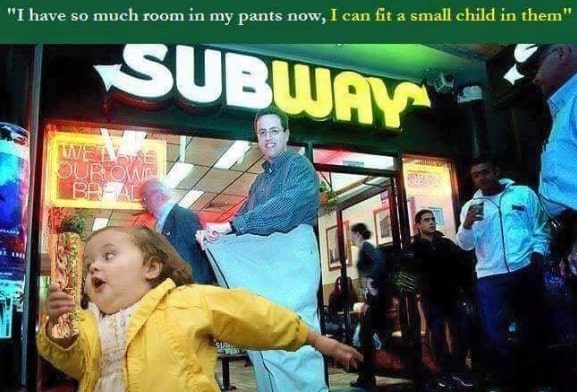 "I have so much room in my pants now, I can fit a small child in them"
SUBWAY
WE BAKE
OUR OWN
BREAD
OPEN